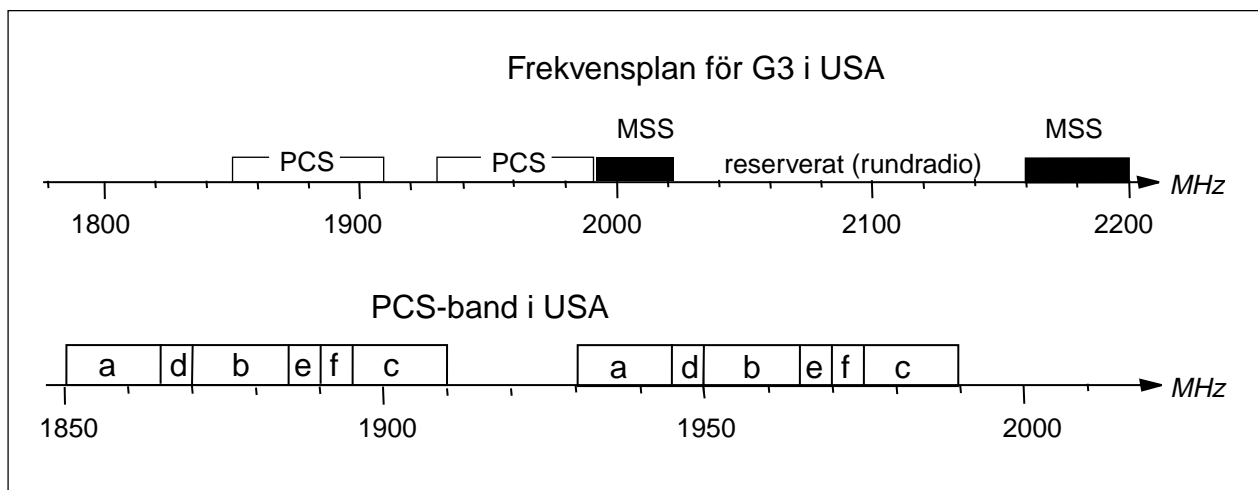 Frekvensplan för G3 i USA
MSS MSS
PCS PCS reserverat (rundradio)
MHz
1800 1900 2000 2100 2200
PCS-band i USA
a d b e f c a d b e f c
MHz
1850 1900 1950 2000